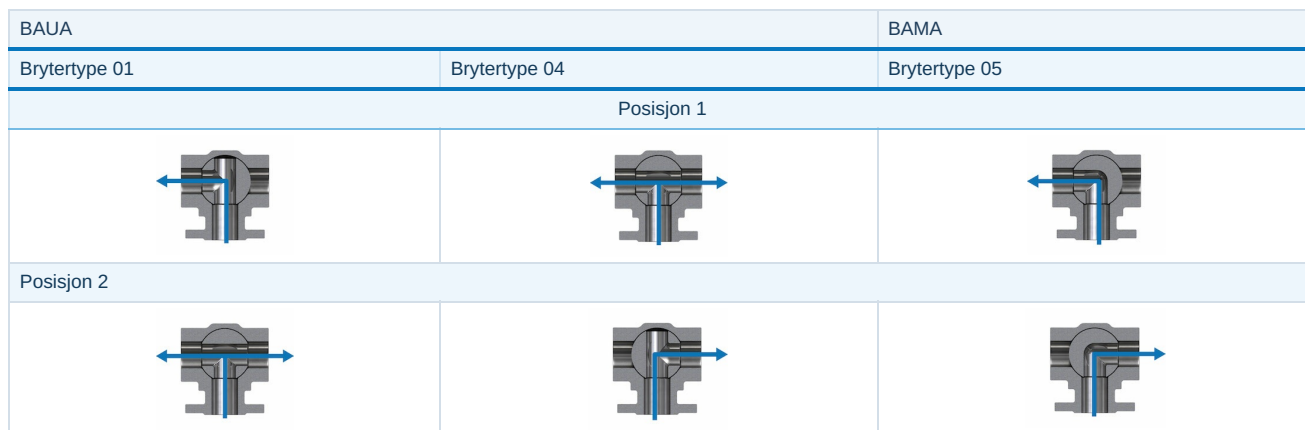 BAUA BAMA
Brytertype 01 Brytertype 04 Brytertype 05
Posisjon 1
Posisjon 2